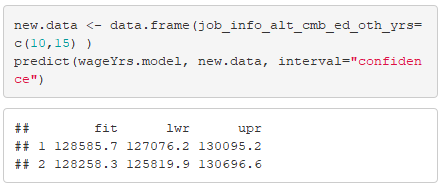 new.data <- data.frame(job_info_alt_cmb_ed_oth_yrs=
c(10,15) )
predict(wageYrs.model, new.data, interval="confiden
ce")
##        fit      lwr      upr
## 1 128585.7 127076.2 130095.2
## 2 128258.3 125819.9 130696.6